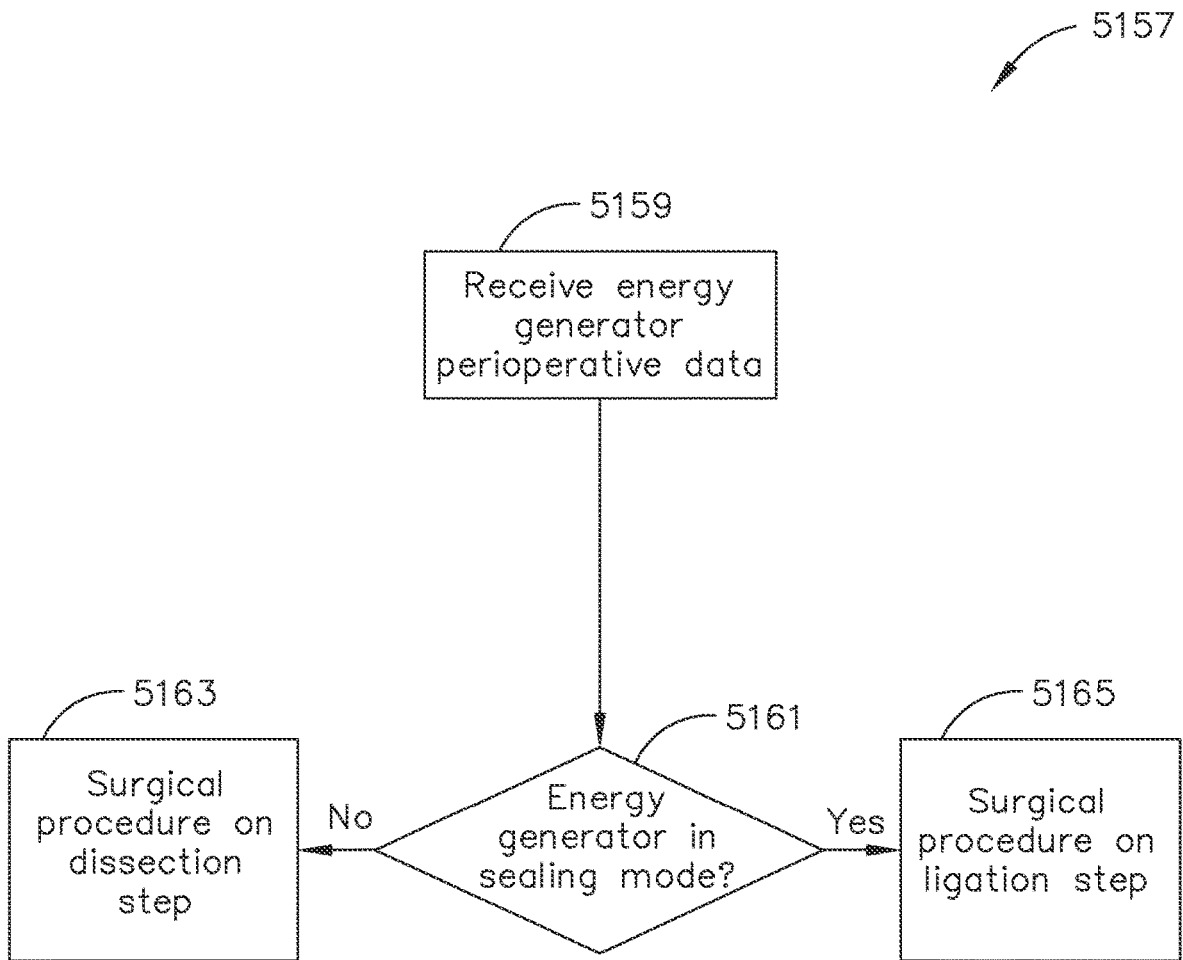 5157
5159
Receive energy
generator
perioperative data
5163
5161
5165
Surgical
procedure on
dissection
step
No
Energy
generator in
sealing mode?
Yes
Surgical
procedure on
ligation step